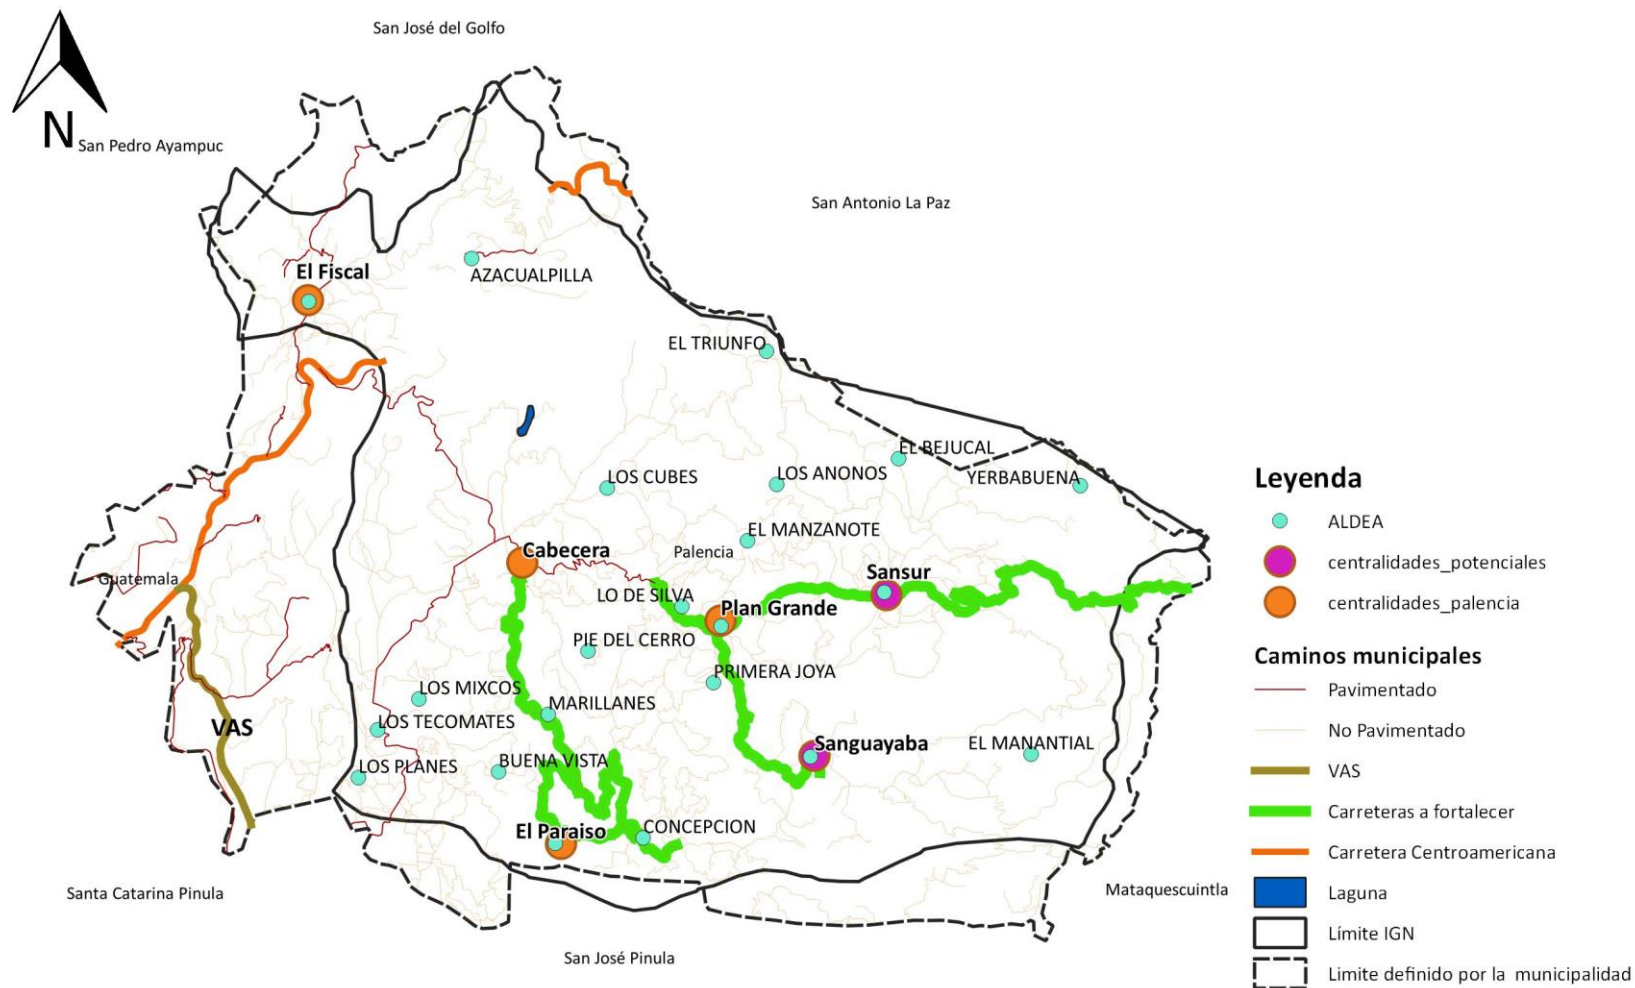 San José del Golfo
N
San Pedro Ayampuc
San Antonio La Paz
El Fiscal
AZACUALPILLA
EL TRIUNFO
EL BEJUCAL
LOS CUBES
LOS ANONOS
YERBABUENA
EL MANZANOTE
Cabecera
Palencia
Guatemala
Sansur
LO DE SILVA
Plan Grande
PIE DEL CERRO
PRIMERA JOYA
LOS MIXCOS
MARILLANES
LOS TECOMATES
VAS
Sanguayaba
EL MANANTIAL
LOS PLANES
BUENA VISTA
El Paraiso
CONCEPCION
Santa Catarina Pinula
Mataquescuintla
San José Pinula
Leyenda
ALDEA
centralidades_potenciales
centralidades_palencia
Caminos municipales
Pavimentado
No Pavimentado
VAS
Carreteras a fortalecer
Carretera Centroamericana
Laguna
Límite IGN
Limite definido por la municipalidad